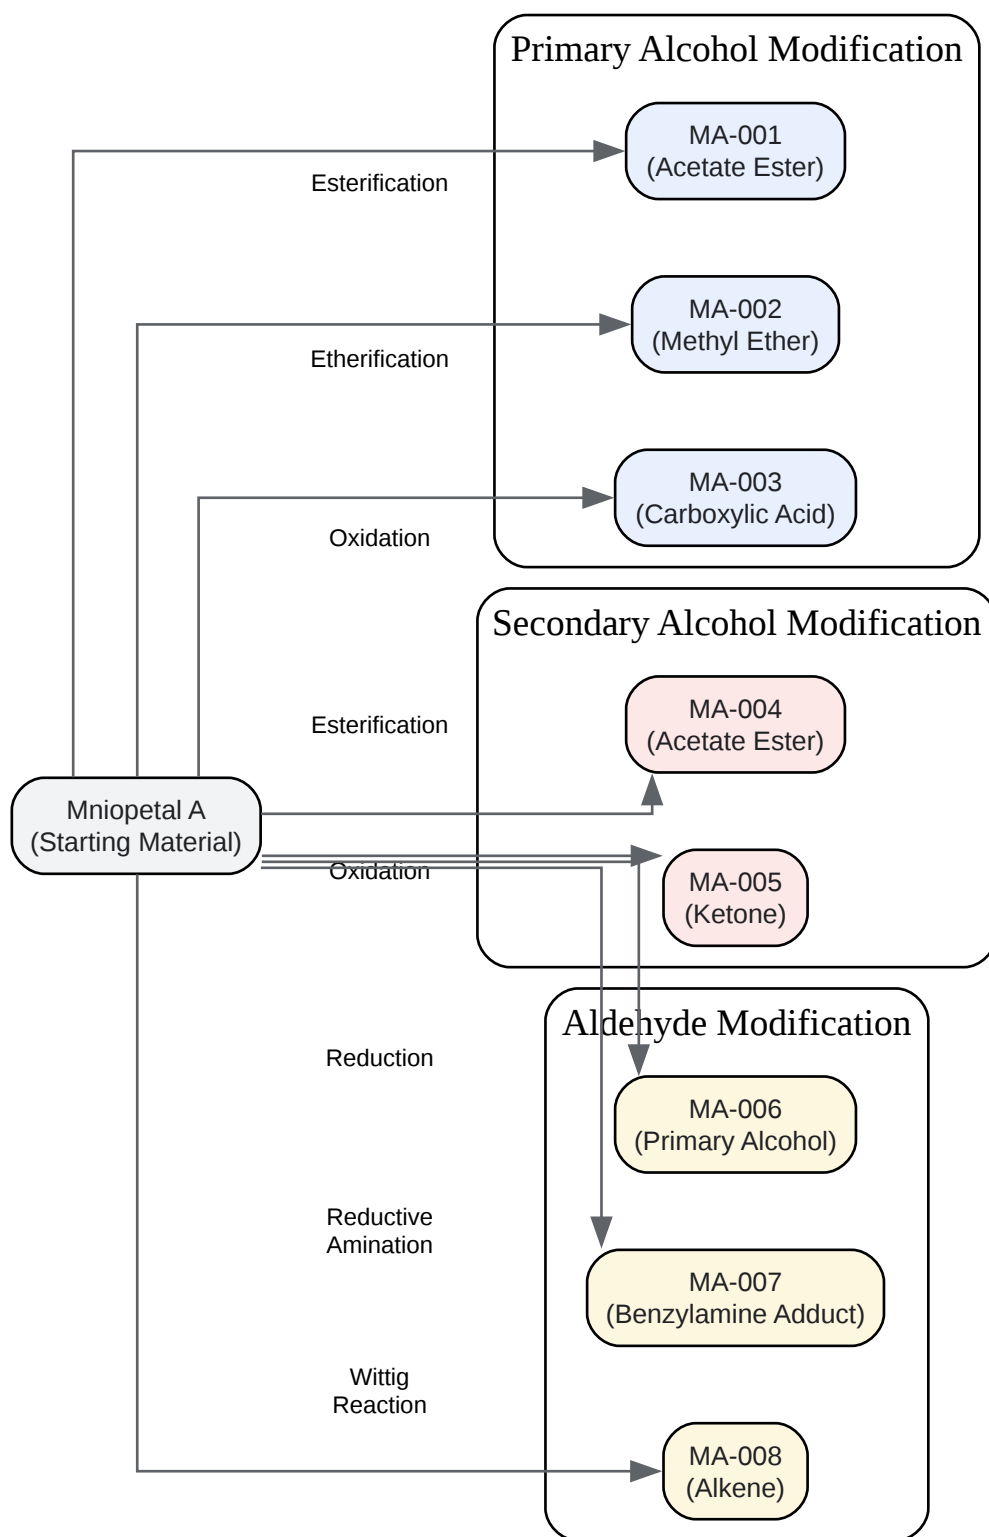 Primary Alcohol Modification
MA-001
(Acetate Ester)
Esterification
MA-002
(Methyl Ether)
Etherification
MA-003
(Carboxylic Acid)
Oxidation
Secondary Alcohol Modification
MA-004
(Acetate Ester)
Esterification
Mniopetal A
(Starting Material)
Oxidation
MA-005
(Ketone)
Aldehyde Modification
Reduction
MA-006
(Primary Alcohol)
Reductive
Amination
MA-007
(Benzylamine Adduct)
Wittig
Reaction
MA-008
(Alkene)